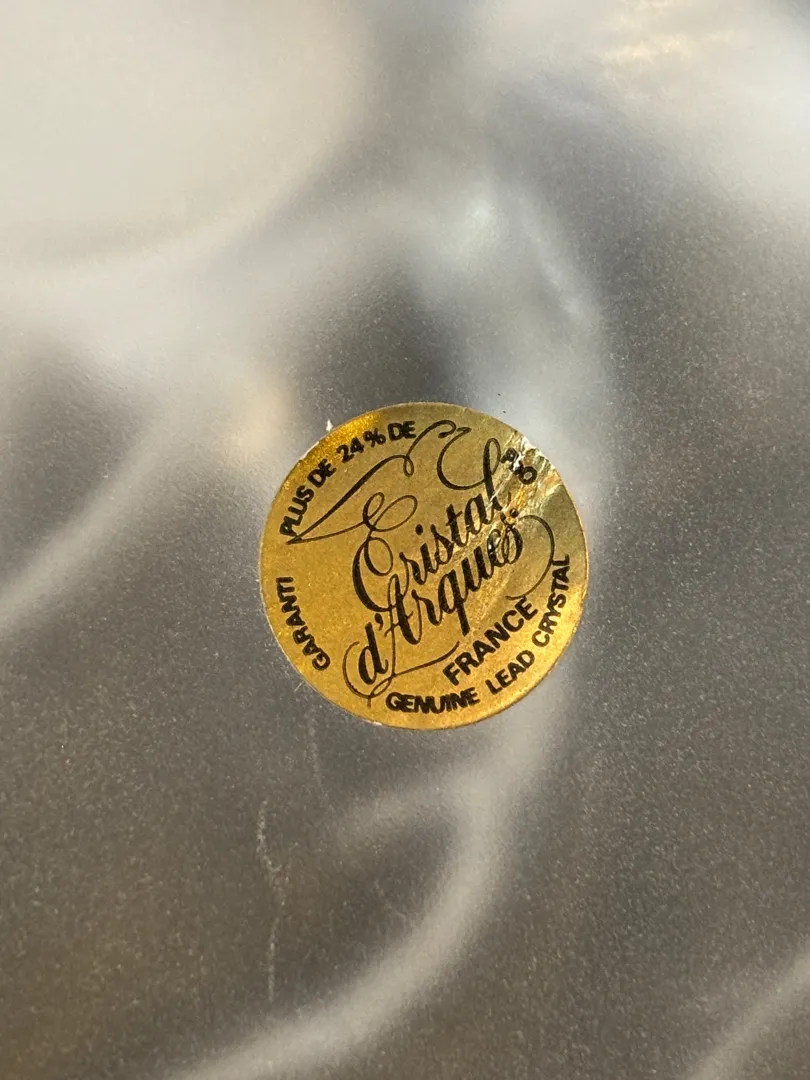 GARANTI PLUS DE 24% DE PbO
Cristal
d'Arques
FRANCE
GENUINE LEAD CRYSTAL